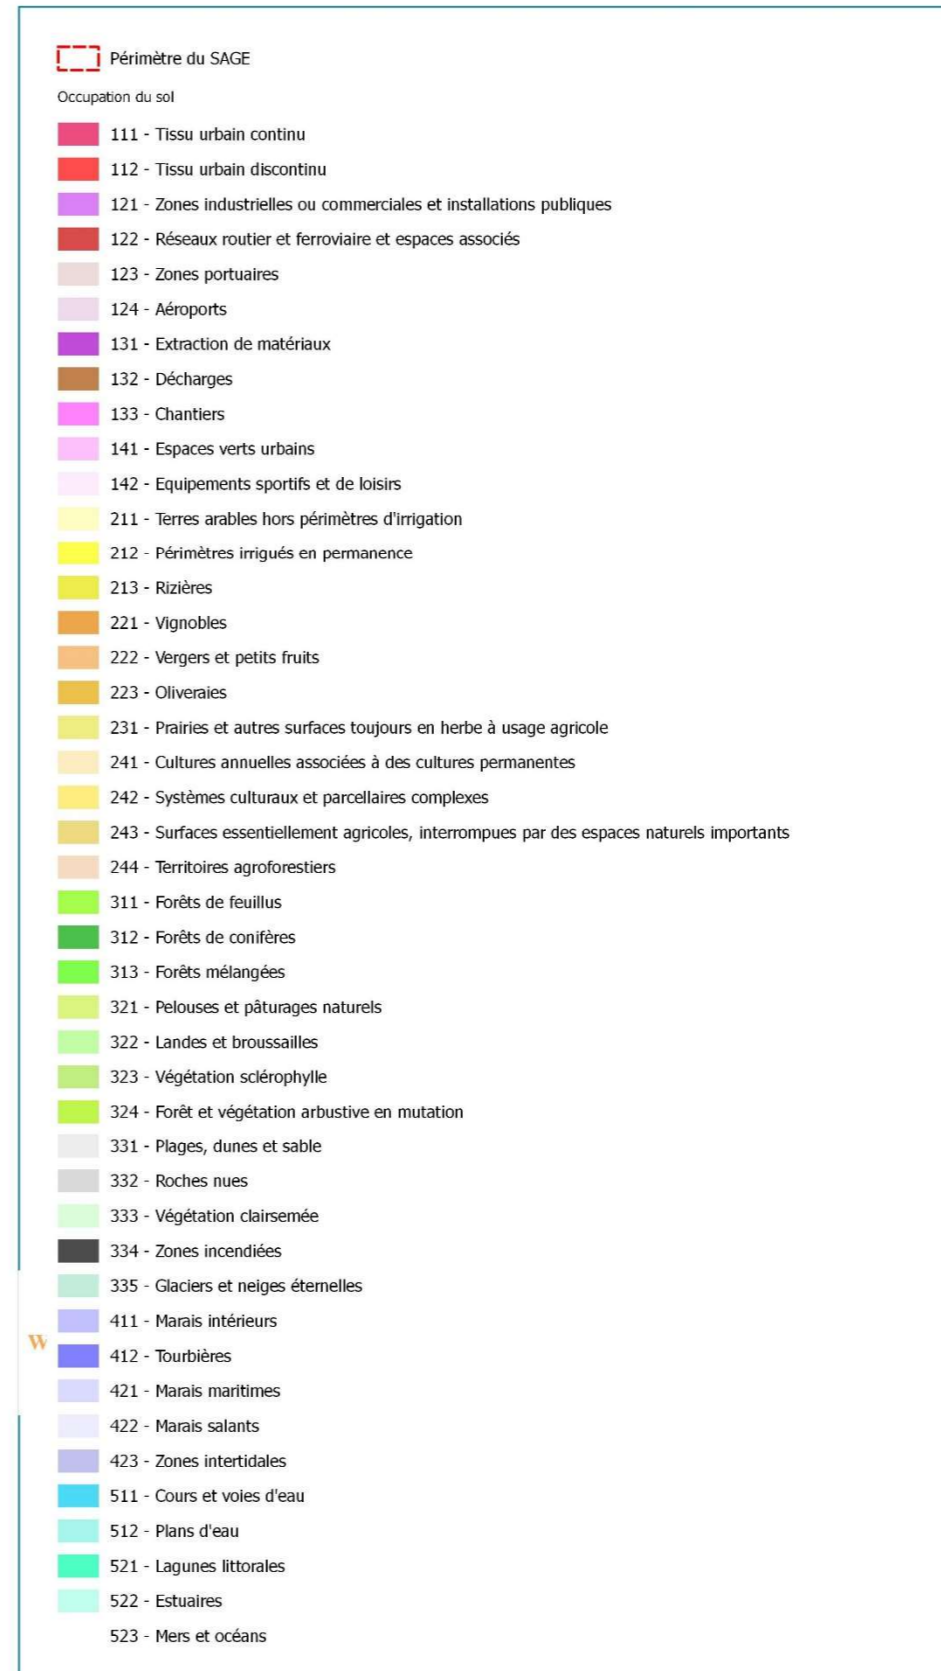 Périmètre du SAGE
Occupation du sol
111 - Tissu urbain continu
112 - Tissu urbain discontinu
121 - Zones industrielles ou commerciales et installations publiques
122 - Réseaux routier et ferroviaire et espaces associés
123 - Zones portuaires
124 - Aéroports
131 - Extraction de matériaux
132 - Décharges
133 - Chantiers
141 - Espaces verts urbains
142 - Equipements sportifs et de loisirs
211 - Terres arables hors périmètres d'irrigation
212 - Périmètres irrigués en permanence
213 - Rizières
221 - Vignobles
222 - Vergers et petits fruits
223 - Oliveraies
231 - Prairies et autres surfaces toujours en herbe à usage agricole
241 - Cultures annuelles associées à des cultures permanentes
242 - Systèmes culturaux et parcellaires complexes
243 - Surfaces essentiellement agricoles, interrompues par des espaces naturels importants
244 - Territoires agroforestiers
311 - Forêts de feuillus
312 - Forêts de conifères
313 - Forêts mélangées
321 - Pelouses et pâturages naturels
322 - Landes et broussailles
323 - Végétation sclérophylle
324 - Forêt et végétation arbustive en mutation
331 - Plages, dunes et sable
332 - Roches nues
333 - Végétation clairsemée
334 - Zones incendiées
335 - Glaciers et neiges éternelles
411 - Marais intérieurs
W
412 - Tourbières
421 - Marais maritimes
422 - Marais salants
423 - Zones intertidales
511 - Cours et voies d'eau
512 - Plans d'eau
521 - Lagunes littorales
522 - Estuaires
523 - Mers et océans